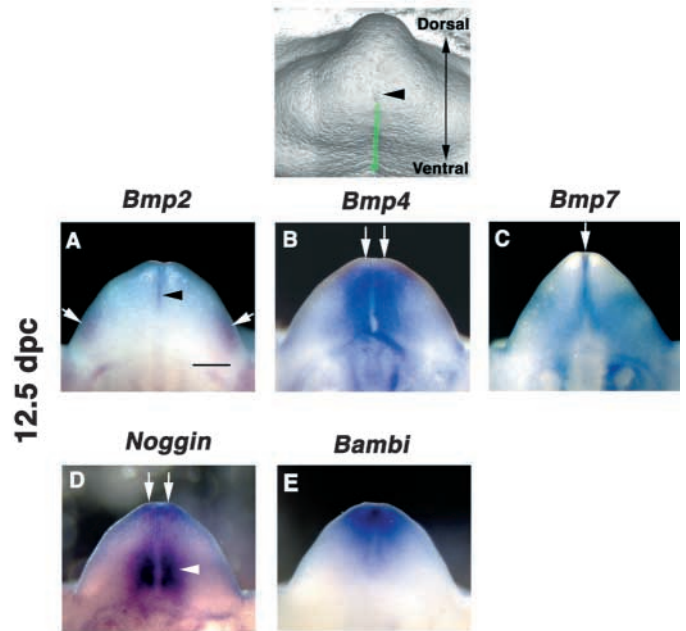 Dorsal
Ventral
Bmp2
Bmp4
Bmp7
A
B
C
12.5 dpc
Noggin
Bambi
D
E